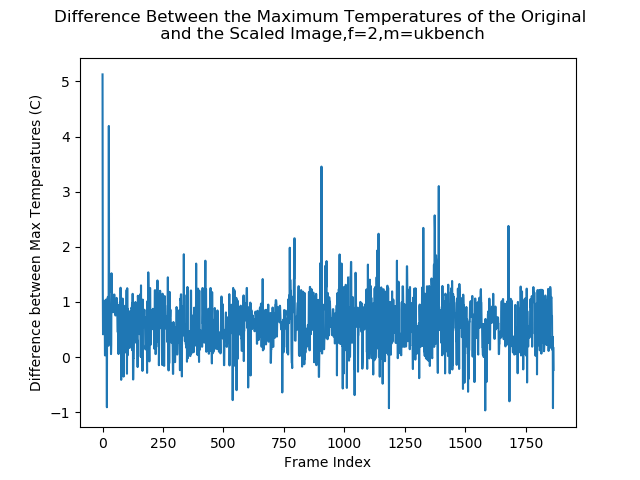 Difference Between the Maximum Temperatures of the Original
and the Scaled Image,f=2,m=ukbench
5
4
3
2
1
0
−1
Difference between Max Temperatures (C)
0 250 500 750 1000 1250 1500 1750
Frame Index